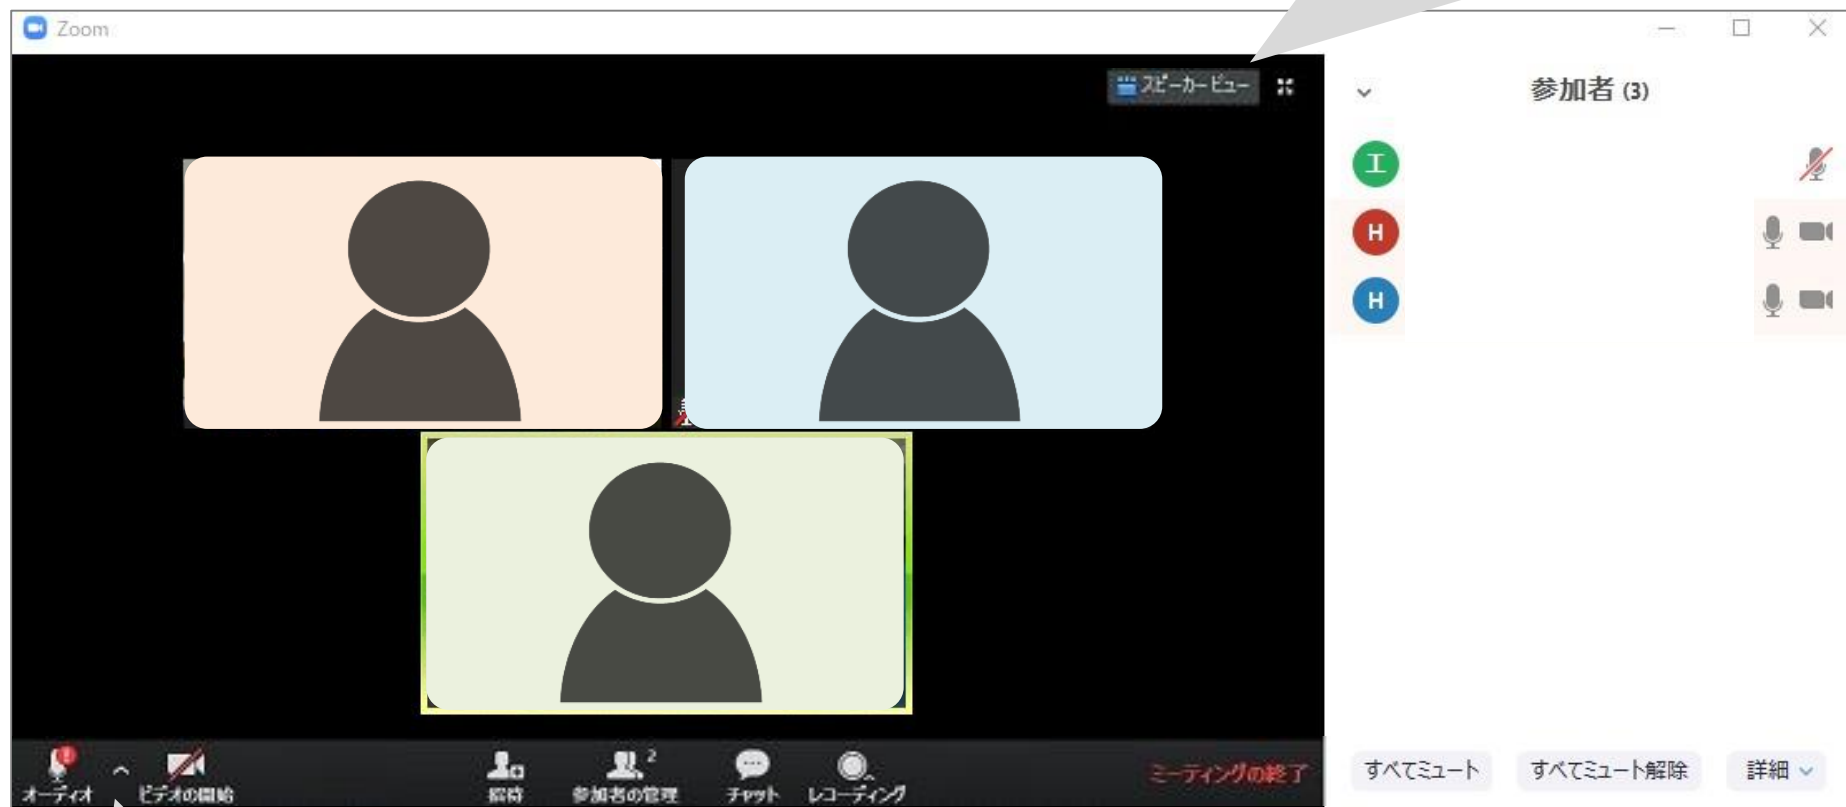 Zoom
スピーカー ビュー
参加者 (3)
エ
H
H
オーディオ
ビデオの開始
招待
参加者の管理
2
チャット
レコーディング
ミーティングの終了
すべてミュート
すべてミュート解除
詳細